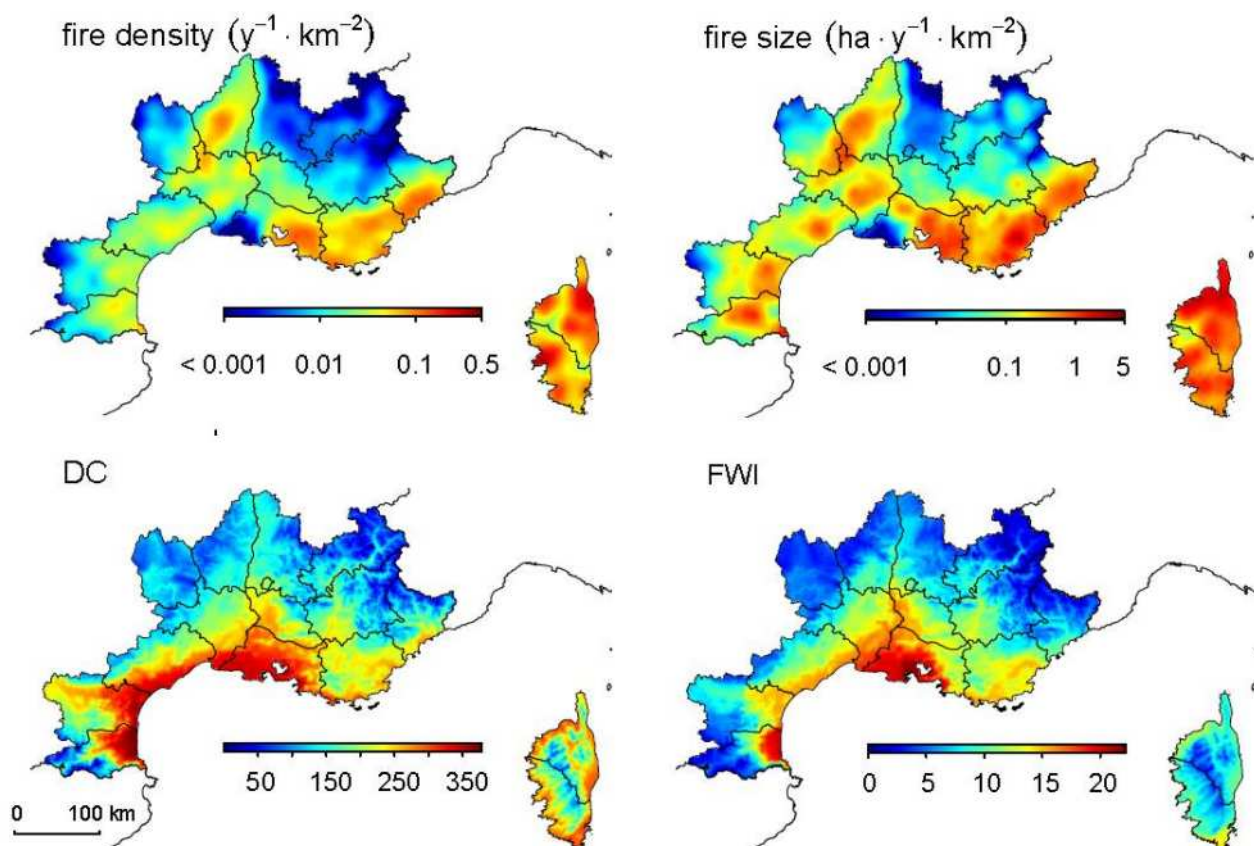 fire density (y⁻¹ · km⁻²)
fire size (ha · y⁻¹ · km⁻²)
< 0.001 0.01 0.1 0.5
< 0.001 0.1 1 5
DC
FWI
50 150 250 350
0 5 10 15 20
0 100 km